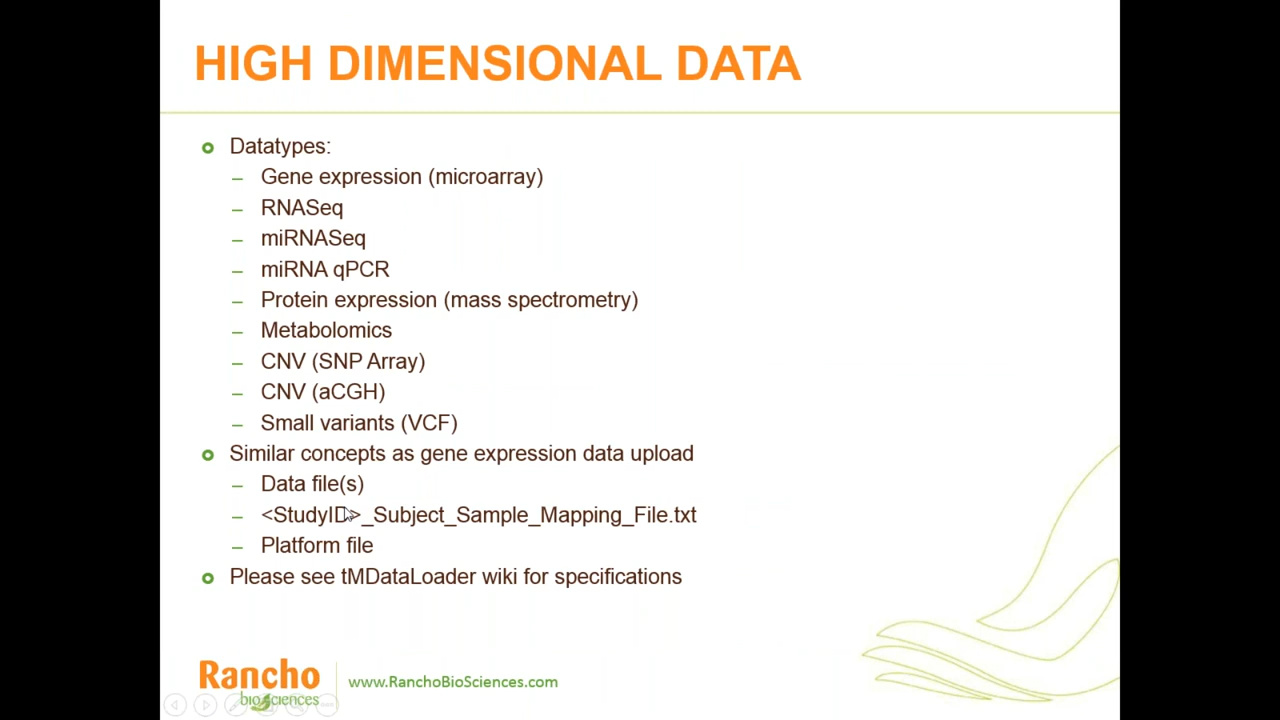 HIGH DIMENSIONAL DATA
Datatypes:
– Gene expression (microarray)
– RNASeq
– miRNASeq
– miRNA qPCR
– Protein expression (mass spectrometry)
– Metabolomics
– CNV (SNP Array)
– CNV (aCGH)
– Small variants (VCF)
Similar concepts as gene expression data upload
– Data file(s)
– <StudyID>_Subject_Sample_Mapping_File.txt
– Platform file
Please see tMDataLoader wiki for specifications
Rancho
biosciences
www.RanchoBioSciences.com